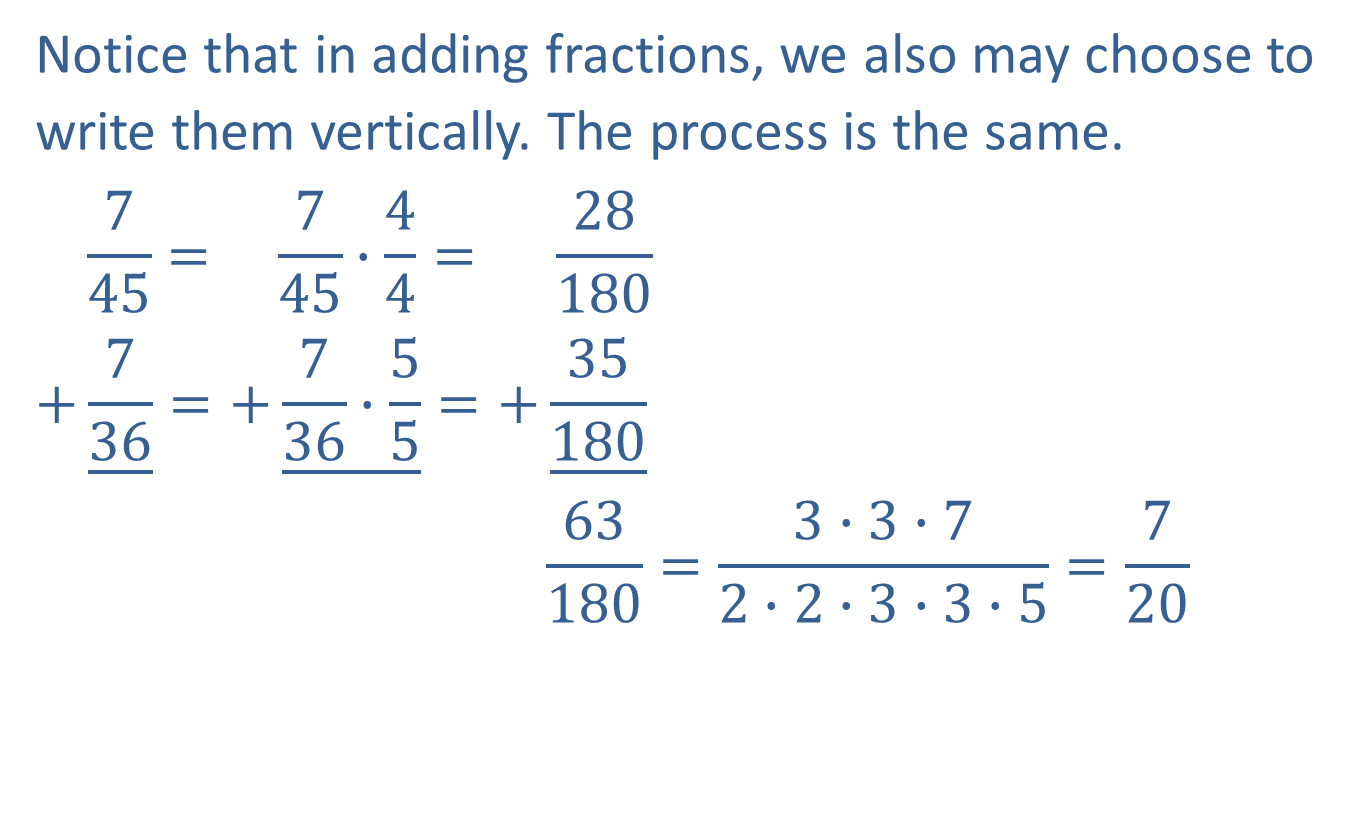 Notice that in adding fractions, we also may choose to
write them vertically. The process is the same.
7/45 = 7/45 · 4/4 = 28/180
+ 7/36 = + 7/36 · 5/5 = + 35/180
63/180 = 3 · 3 · 7 / 2 · 2 · 3 · 3 · 5 = 7/20